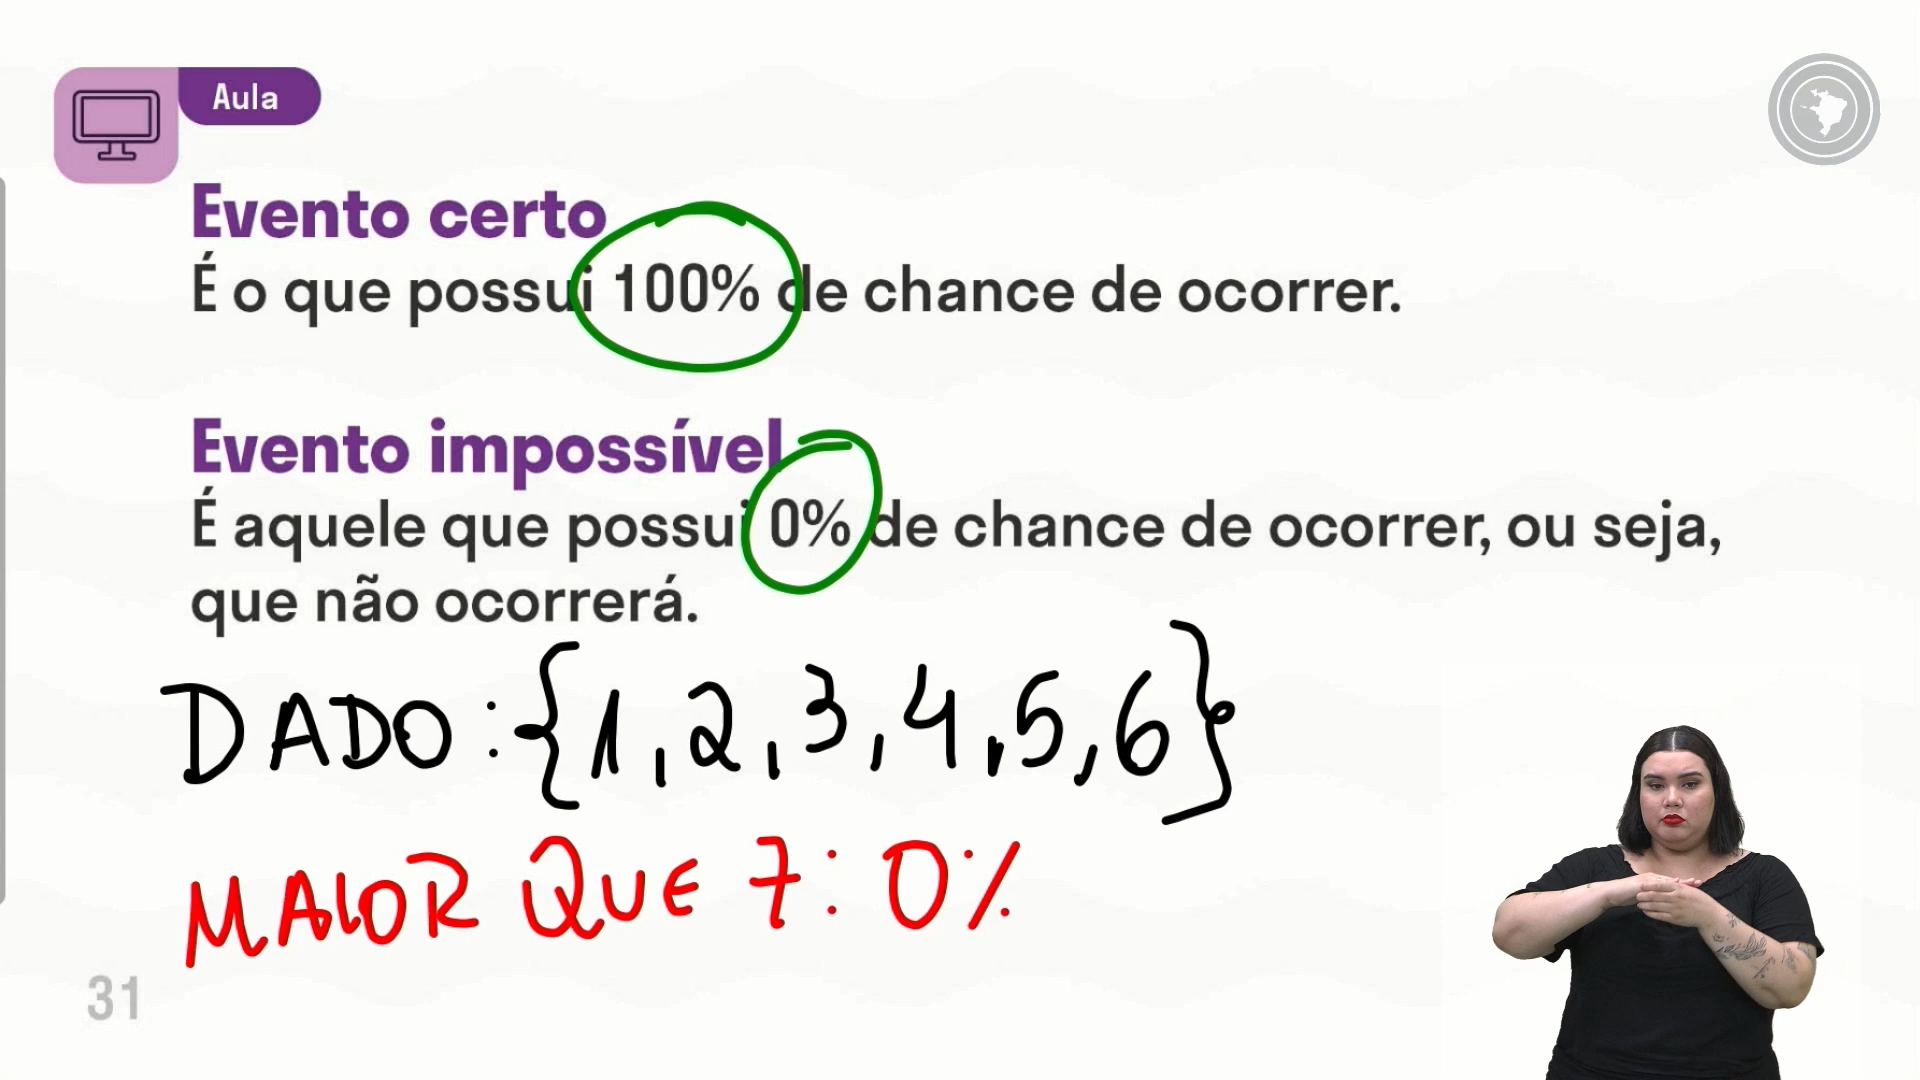 Aula
Evento certo
É o que possui 100% de chance de ocorrer.
Evento impossível
É aquele que possui 0% de chance de ocorrer, ou seja,
que não ocorrerá.
DADO : {1, 2, 3, 4, 5, 6}
MAIOR QUE 7 : 0%
31